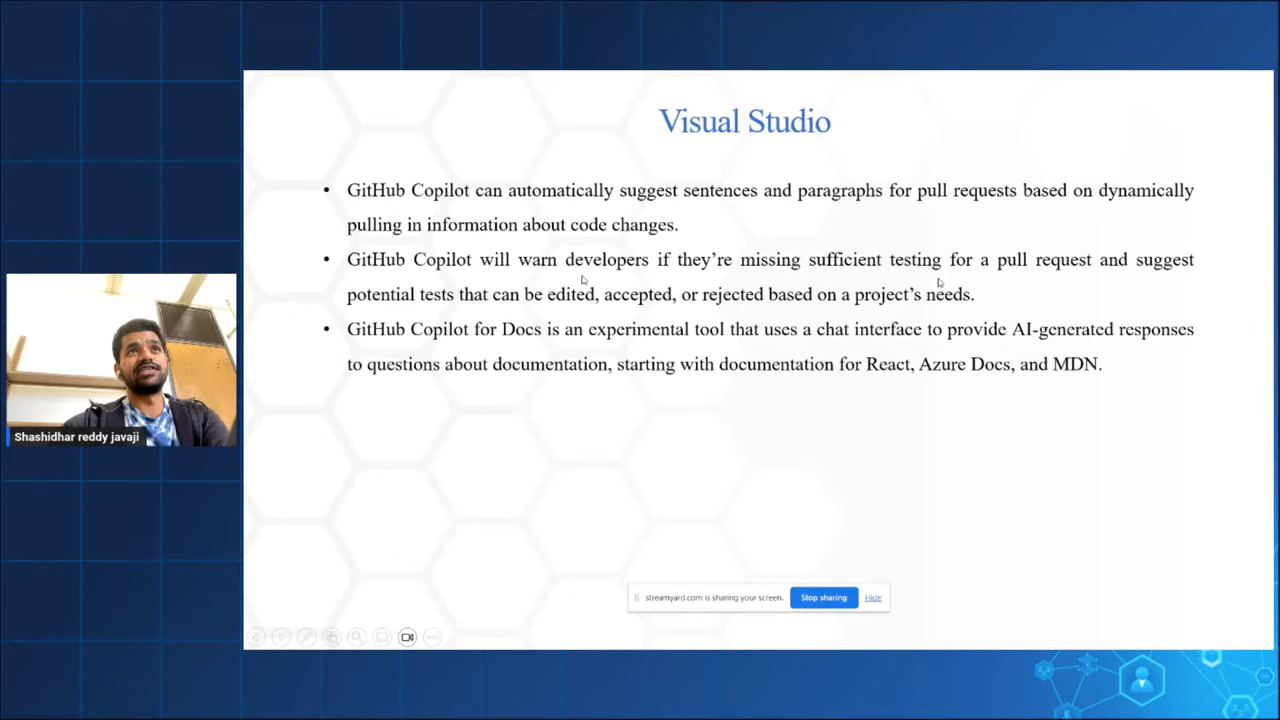 Visual Studio
• GitHub Copilot can automatically suggest sentences and paragraphs for pull requests based on dynamically
pulling in information about code changes.
• GitHub Copilot will warn developers if they’re missing sufficient testing for a pull request and suggest
potential tests that can be edited, accepted, or rejected based on a project’s needs.
• GitHub Copilot for Docs is an experimental tool that uses a chat interface to provide AI-generated responses
to questions about documentation, starting with documentation for React, Azure Docs, and MDN.
Shashidhar reddy javaji
streamyard.com is sharing your screen. Stop sharing Hide